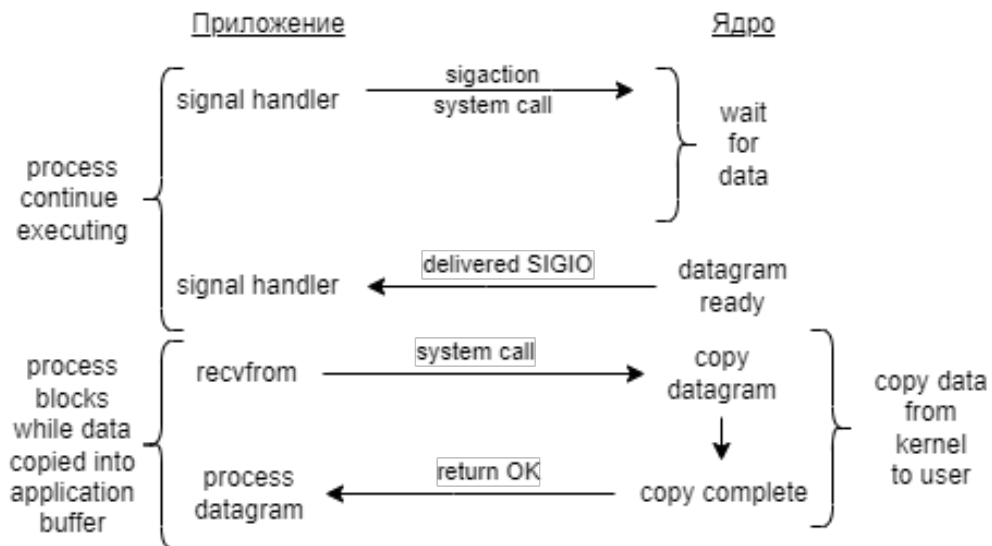 Приложение
Ядро
signal handler
sigaction
system call
wait
for
data
process
continue
executing
signal handler
delivered SIGIO
datagram
ready
process
blocks
while data
copied into
application
buffer
recvfrom
system call
copy
datagram
copy data
from
kernel
to user
process
datagram
return OK
copy complete